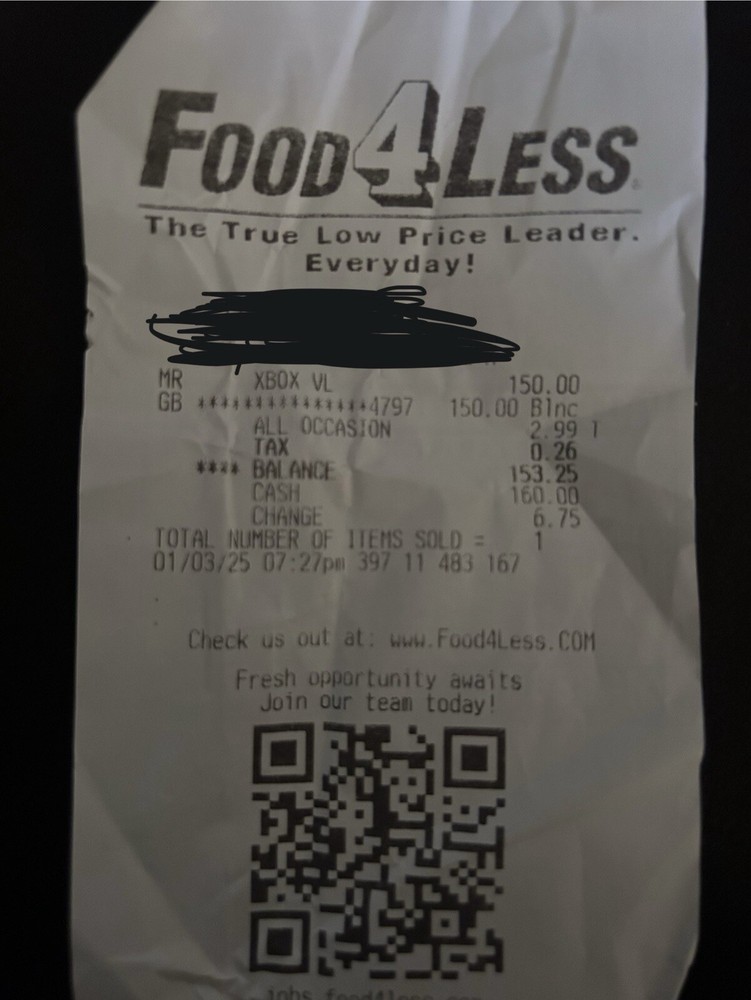 FOOD 4 LESS
The True Low Price Leader.
Everyday!
MR XBOX VL 150.00
GB ***************4797 150.00 Blnc
ALL OCCASION 2.99 T
TAX 0.26
**** BALANCE 153.25
CASH 160.00
CHANGE 6.75
TOTAL NUMBER OF ITEMS SOLD = 1
01/03/25 07:27pm 397 11 483 167
Check us out at: www.Food4Less.COM
Fresh opportunity awaits
Join our team today!